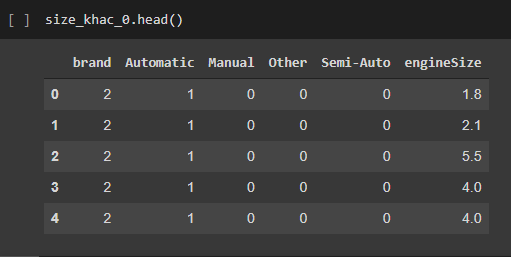 [ ] size_khac_0.head()
brand Automatic Manual Other Semi-Auto engineSize
0 2 1 0 0 0 1.8
1 2 1 0 0 0 2.1
2 2 1 0 0 0 5.5
3 2 1 0 0 0 4.0
4 2 1 0 0 0 4.0